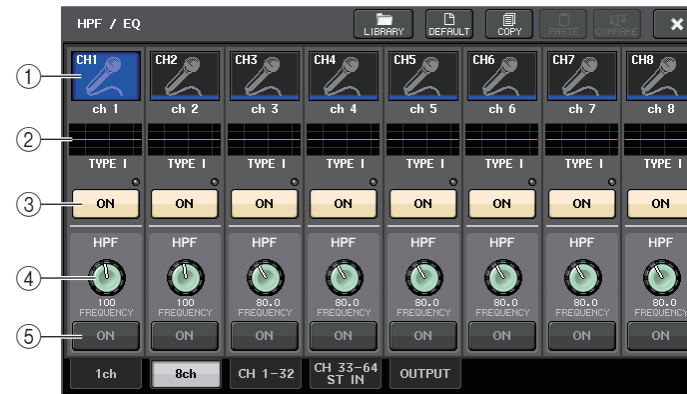 HPF / EQ
LIBRARY DEFAULT COPY PASTE COMPARE
① CH1 CH2 CH3 CH4 CH5 CH6 CH7 CH8
ch 1 ch 2 ch 3 ch 4 ch 5 ch 6 ch 7 ch 8
②
TYPE I TYPE I TYPE I TYPE I TYPE I TYPE I TYPE I TYPE I
③ ON ON ON ON ON ON ON ON
HPF HPF HPF HPF HPF HPF HPF HPF
④
100 100 80.0 80.0 80.0 80.0 80.0 80.0
FREQUENCY FREQUENCY FREQUENCY FREQUENCY FREQUENCY FREQUENCY FREQUENCY FREQUENCY
⑤ ON ON ON ON ON ON ON ON
1ch 8ch CH 1-32 CH 33-64 ST IN OUTPUT